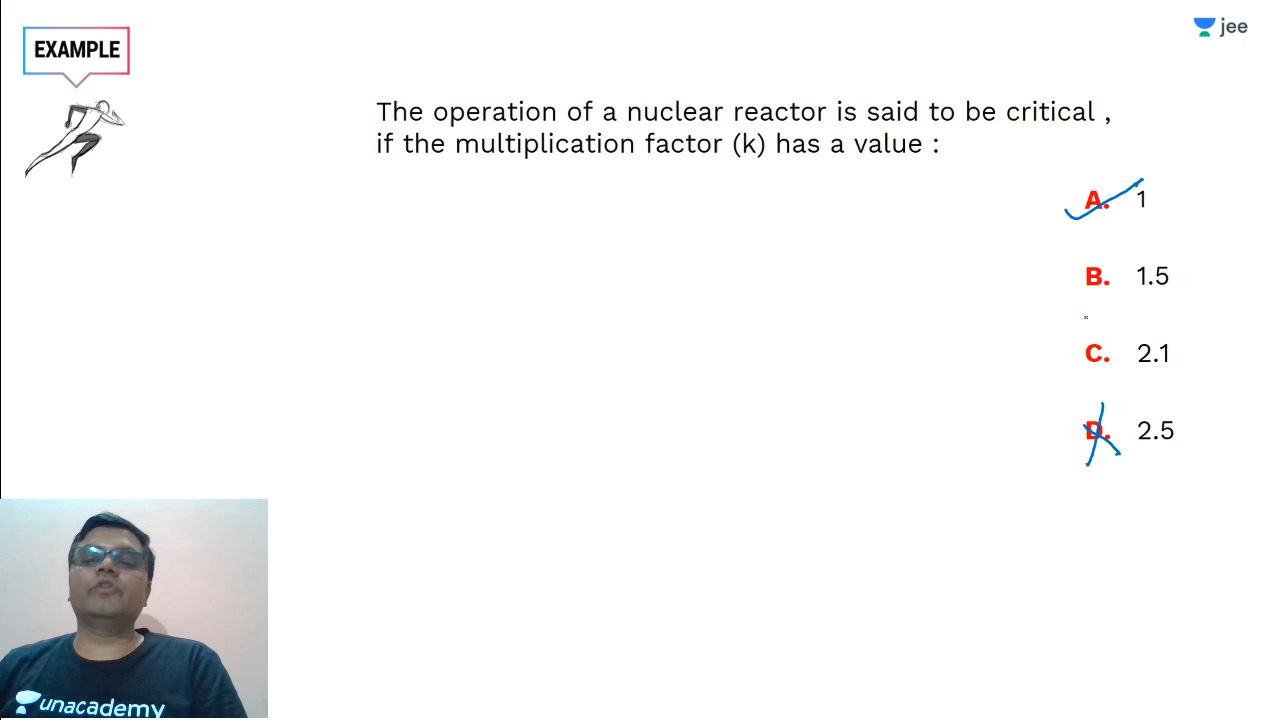 EXAMPLE
jee
The operation of a nuclear reactor is said to be critical ,
if the multiplication factor (k) has a value :
A. 1
B. 1.5
C. 2.1
D. 2.5
unacademy